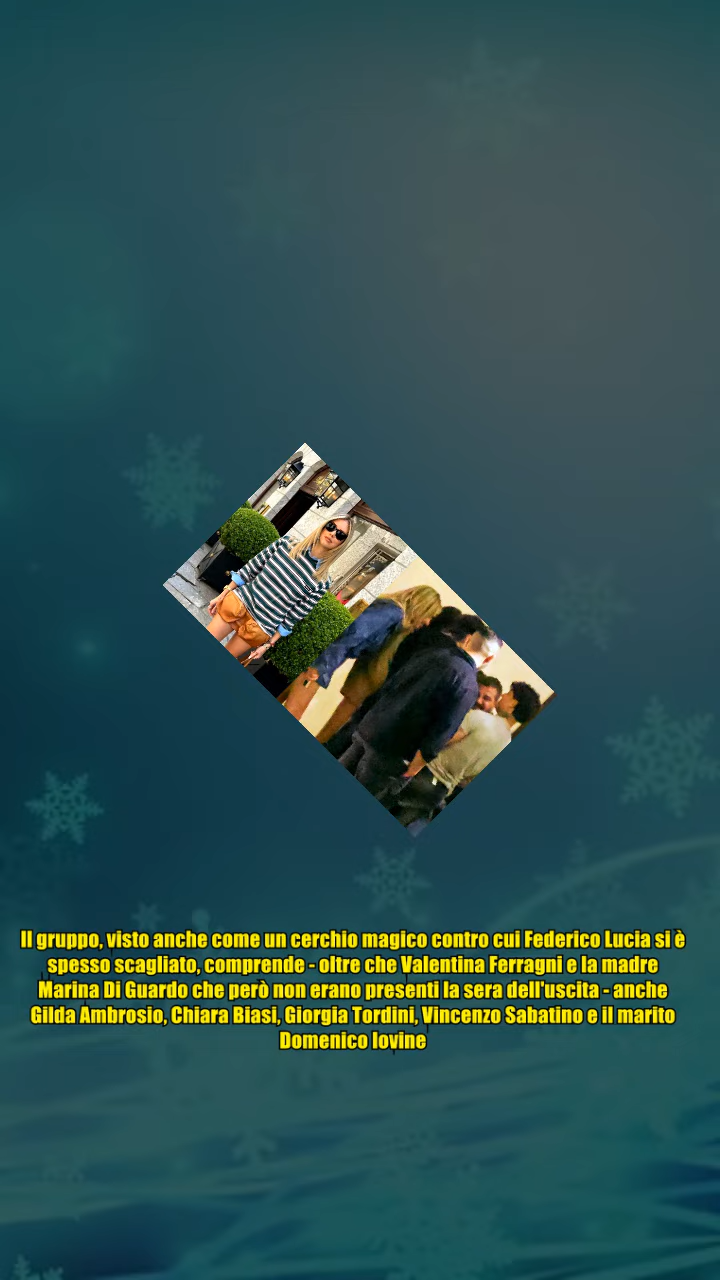 Il gruppo, visto anche come un cerchio magico contro cui Federico Lucia si è
spesso scagliato, comprende - oltre che Valentina Ferragni e la madre
Marina Di Guardo che però non erano presenti la sera dell'uscita - anche
Gilda Ambrosio, Chiara Biasi, Giorgia Tordini, Vincenzo Sabatino e il marito
Domenico Iovine